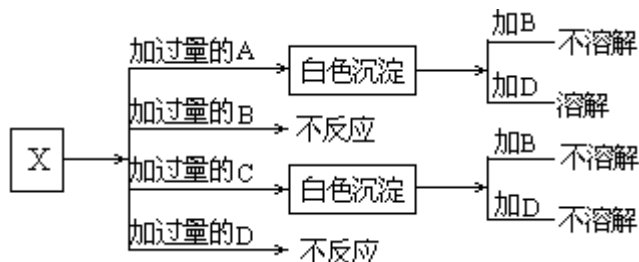 加过量的A
白色沉淀
加B
不溶解
加D
溶解
加过量的B
不反应
X
加过量的C
白色沉淀
加B
不溶解
加D
不溶解
加过量的D
不反应